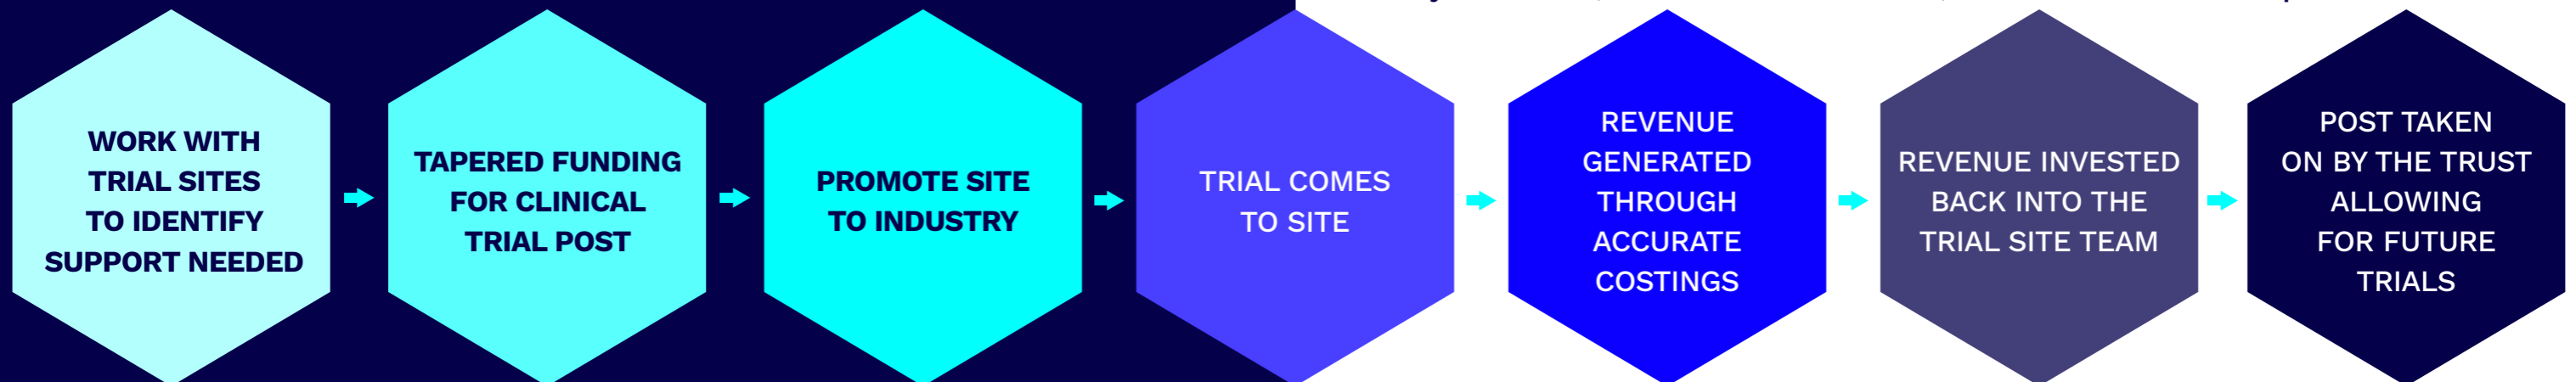 WORK WITH
TRIAL SITES
TO IDENTIFY
SUPPORT NEEDED
TAPERED FUNDING
FOR CLINICAL
TRIAL POST
PROMOTE SITE
TO INDUSTRY
TRIAL COMES
TO SITE
REVENUE
GENERATED
THROUGH
ACCURATE
COSTINGS
REVENUE INVESTED
BACK INTO THE
TRIAL SITE TEAM
POST TAKEN
ON BY THE TRUST
ALLOWING
FOR FUTURE
TRIALS